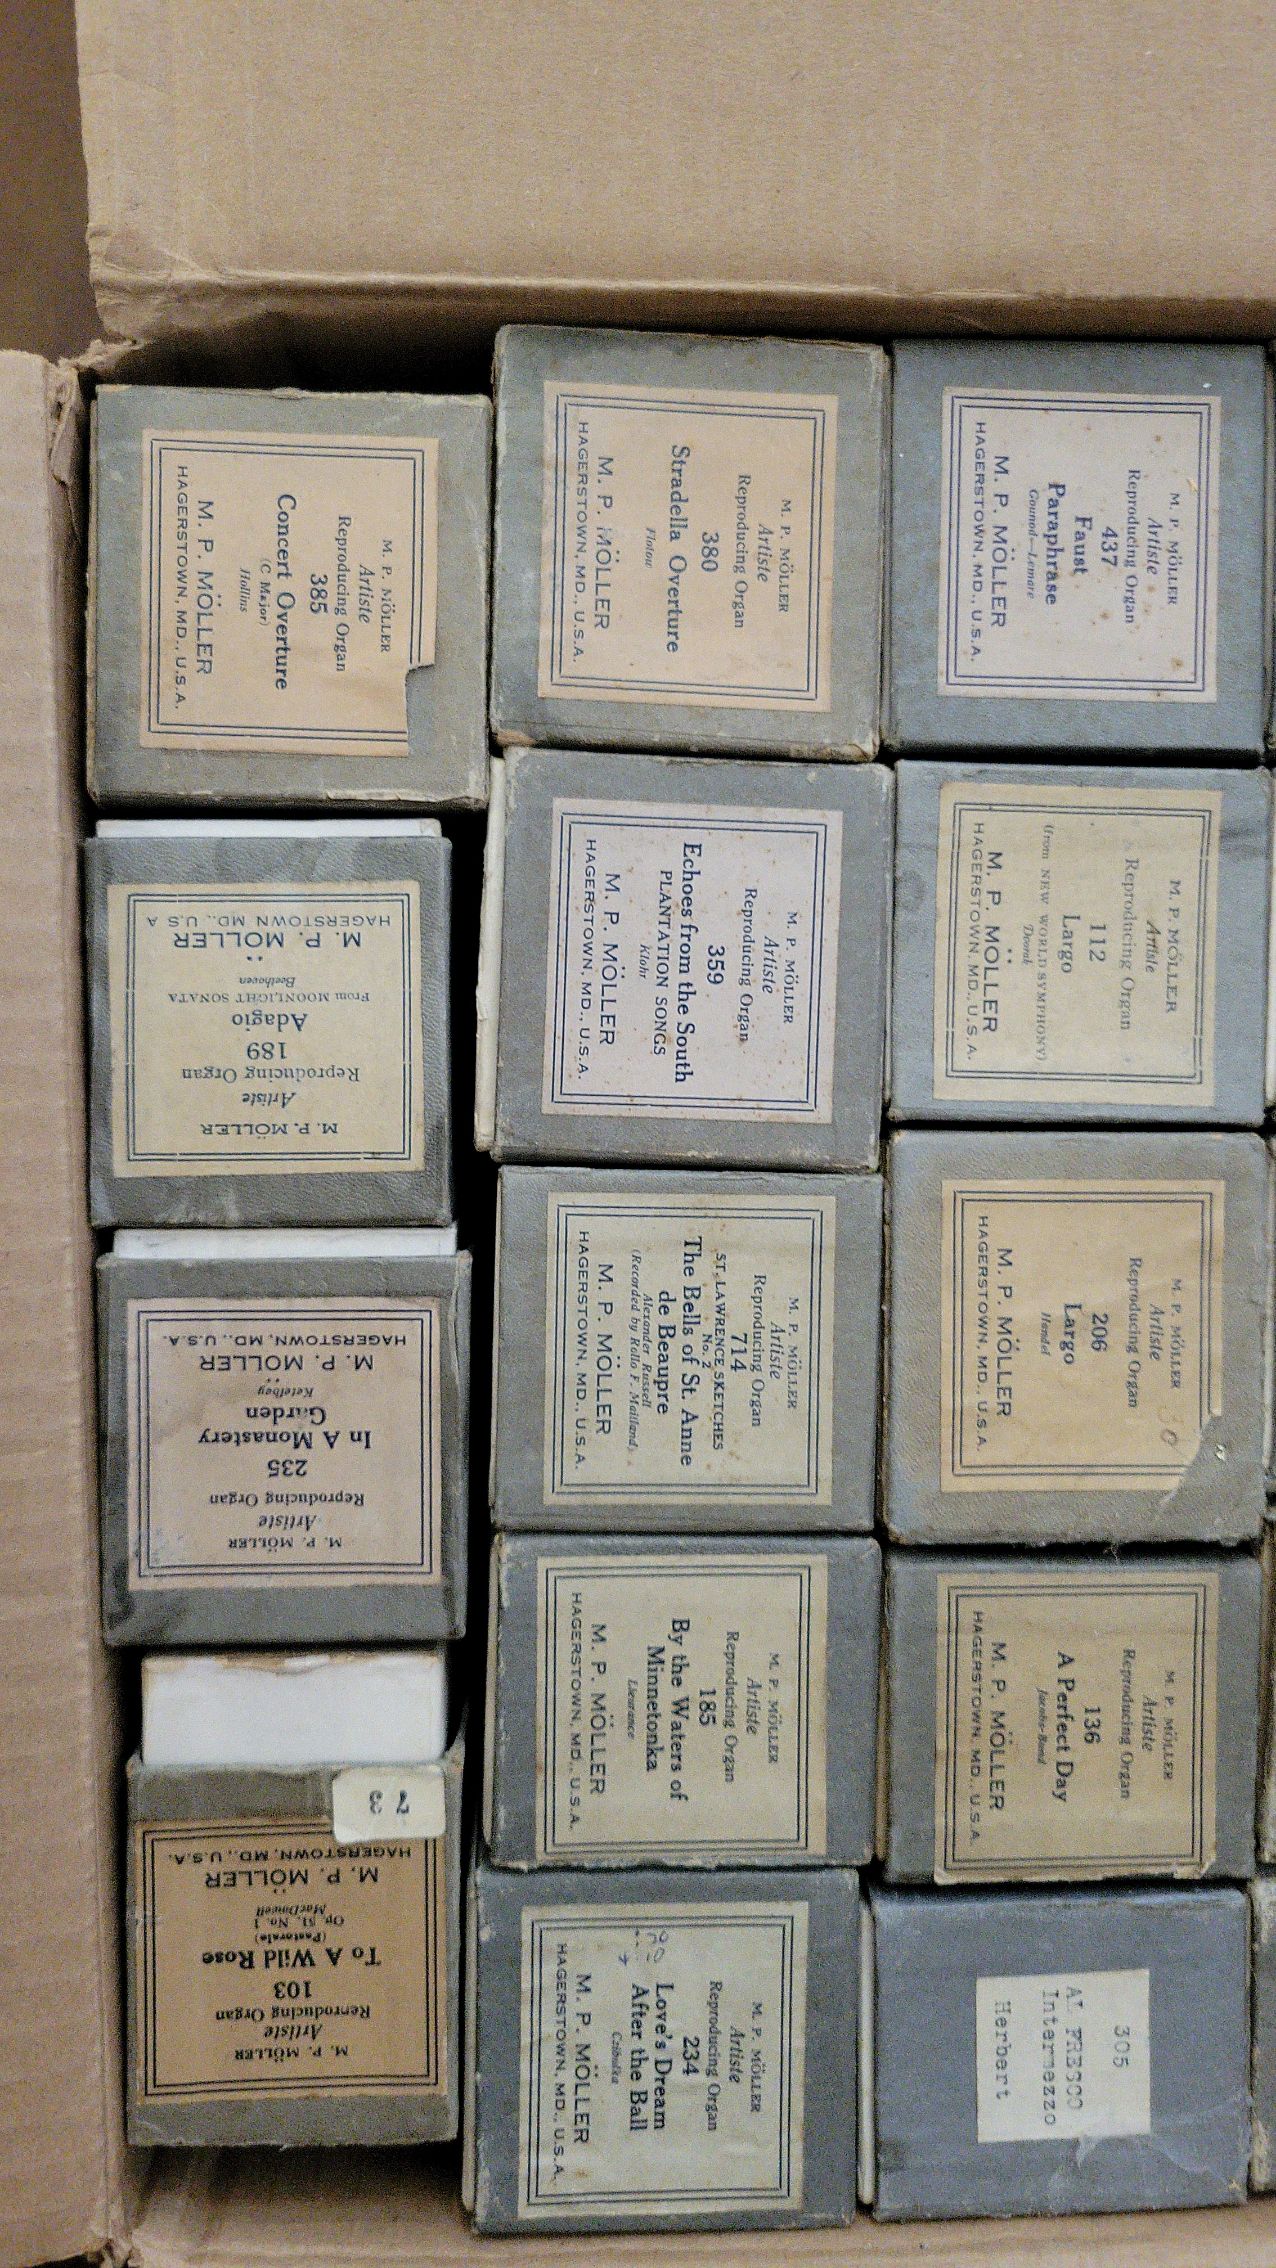 M. P. MÖLLER
Artiste
Reproducing Organ
385
Concert Overture
(C Major)
Hollins
M. P. MÖLLER
HAGERSTOWN, MD., U.S.A.
M. P. MÖLLER
Artiste
Reproducing Organ
189
Adagio
From MOONLIGHT SONATA
Beethoven
M. P. MÖLLER
HAGERSTOWN MD., U.S.A
M. P. MÖLLER
Artiste
Reproducing Organ
235
In A Monastery
Garden
Ketelbey
M. P. MÖLLER
HAGERSTOWN, MD., U.S.A.
M. P. MÖLLER
Artiste
Reproducing Organ
103
To A Wild Rose
(Pastorale)
Op. 51, No. 1
MacDowell
M. P. MÖLLER
HAGERSTOWN, MD., U.S.A.
M. P. MÖLLER
Artiste
Reproducing Organ
380
Stradella Overture
Flotow
M. P. MÖLLER
HAGERSTOWN, MD., U.S.A.
M. P. MÖLLER
Artiste
Reproducing Organ
359
Echoes from the South
PLANTATION SONGS
Klohr
M. P. MÖLLER
HAGERSTOWN, MD., U.S.A.
M. P. MÖLLER
Artiste
Reproducing Organ
714
ST. LAWRENCE SKETCHES
No. 2
The Bells of St. Anne
de Beaupre
Alexander Russell
(Recorded by Rollo F. Maitland)
M. P. MÖLLER
HAGERSTOWN, MD., U.S.A.
M. P. MÖLLER
Artiste
Reproducing Organ
185
By the Waters of
Minnetonka
Lieurance
M. P. MÖLLER
HAGERSTOWN, MD., U.S.A.
M. P. MÖLLER
Artiste
Reproducing Organ
234
Love's Dream
After the Ball
Czibulka
M. P. MÖLLER
HAGERSTOWN, MD., U.S.A.
M. P. MÖLLER
Artiste
Reproducing Organ
437
Faust
Paraphrase
Gounod—Lemare
M. P. MÖLLER
HAGERSTOWN, MD., U.S.A.
M. P. MÖLLER
Artiste
Reproducing Organ
112
Largo
(from NEW WORLD SYMPHONY)
Dvorak
M. P. MÖLLER
HAGERSTOWN, MD., U.S.A.
M. P. MÖLLER
Artiste
Reproducing Organ
206
Largo
Handel
M. P. MÖLLER
HAGERSTOWN, MD., U.S.A.
M. P. MÖLLER
Artiste
Reproducing Organ
136
A Perfect Day
Jacobs-Bond
M. P. MÖLLER
HAGERSTOWN, MD., U.S.A.
305
AL FRESCO
Intermezzo
Herbert